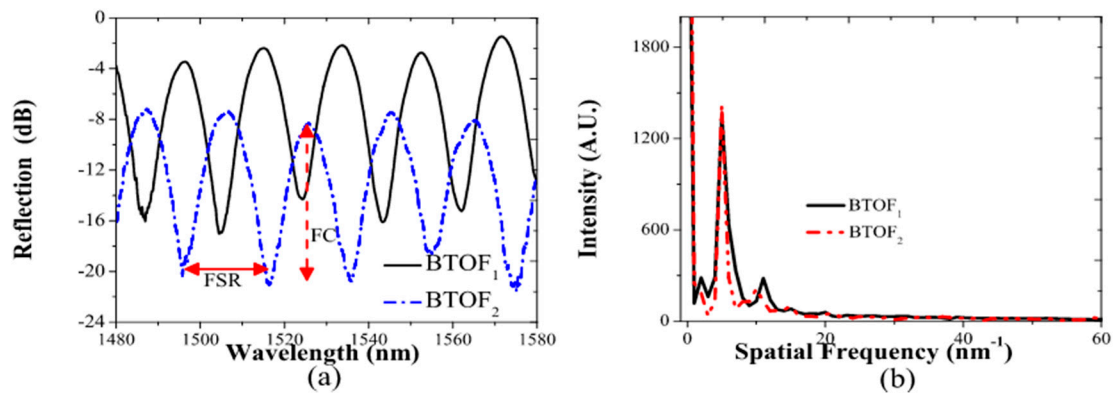 0
-4
-8
-12
-16
-20
-24
Reflection (dB)
FSR
FC
BTOF1
BTOF2
1480 1500 1520 1540 1560 1580
Wavelength (nm)
(a)
1800
1200
600
0
Intensity (A.U.)
BTOF1
BTOF2
0 20 40 60
Spatial Frequency (nm-1)
(b)